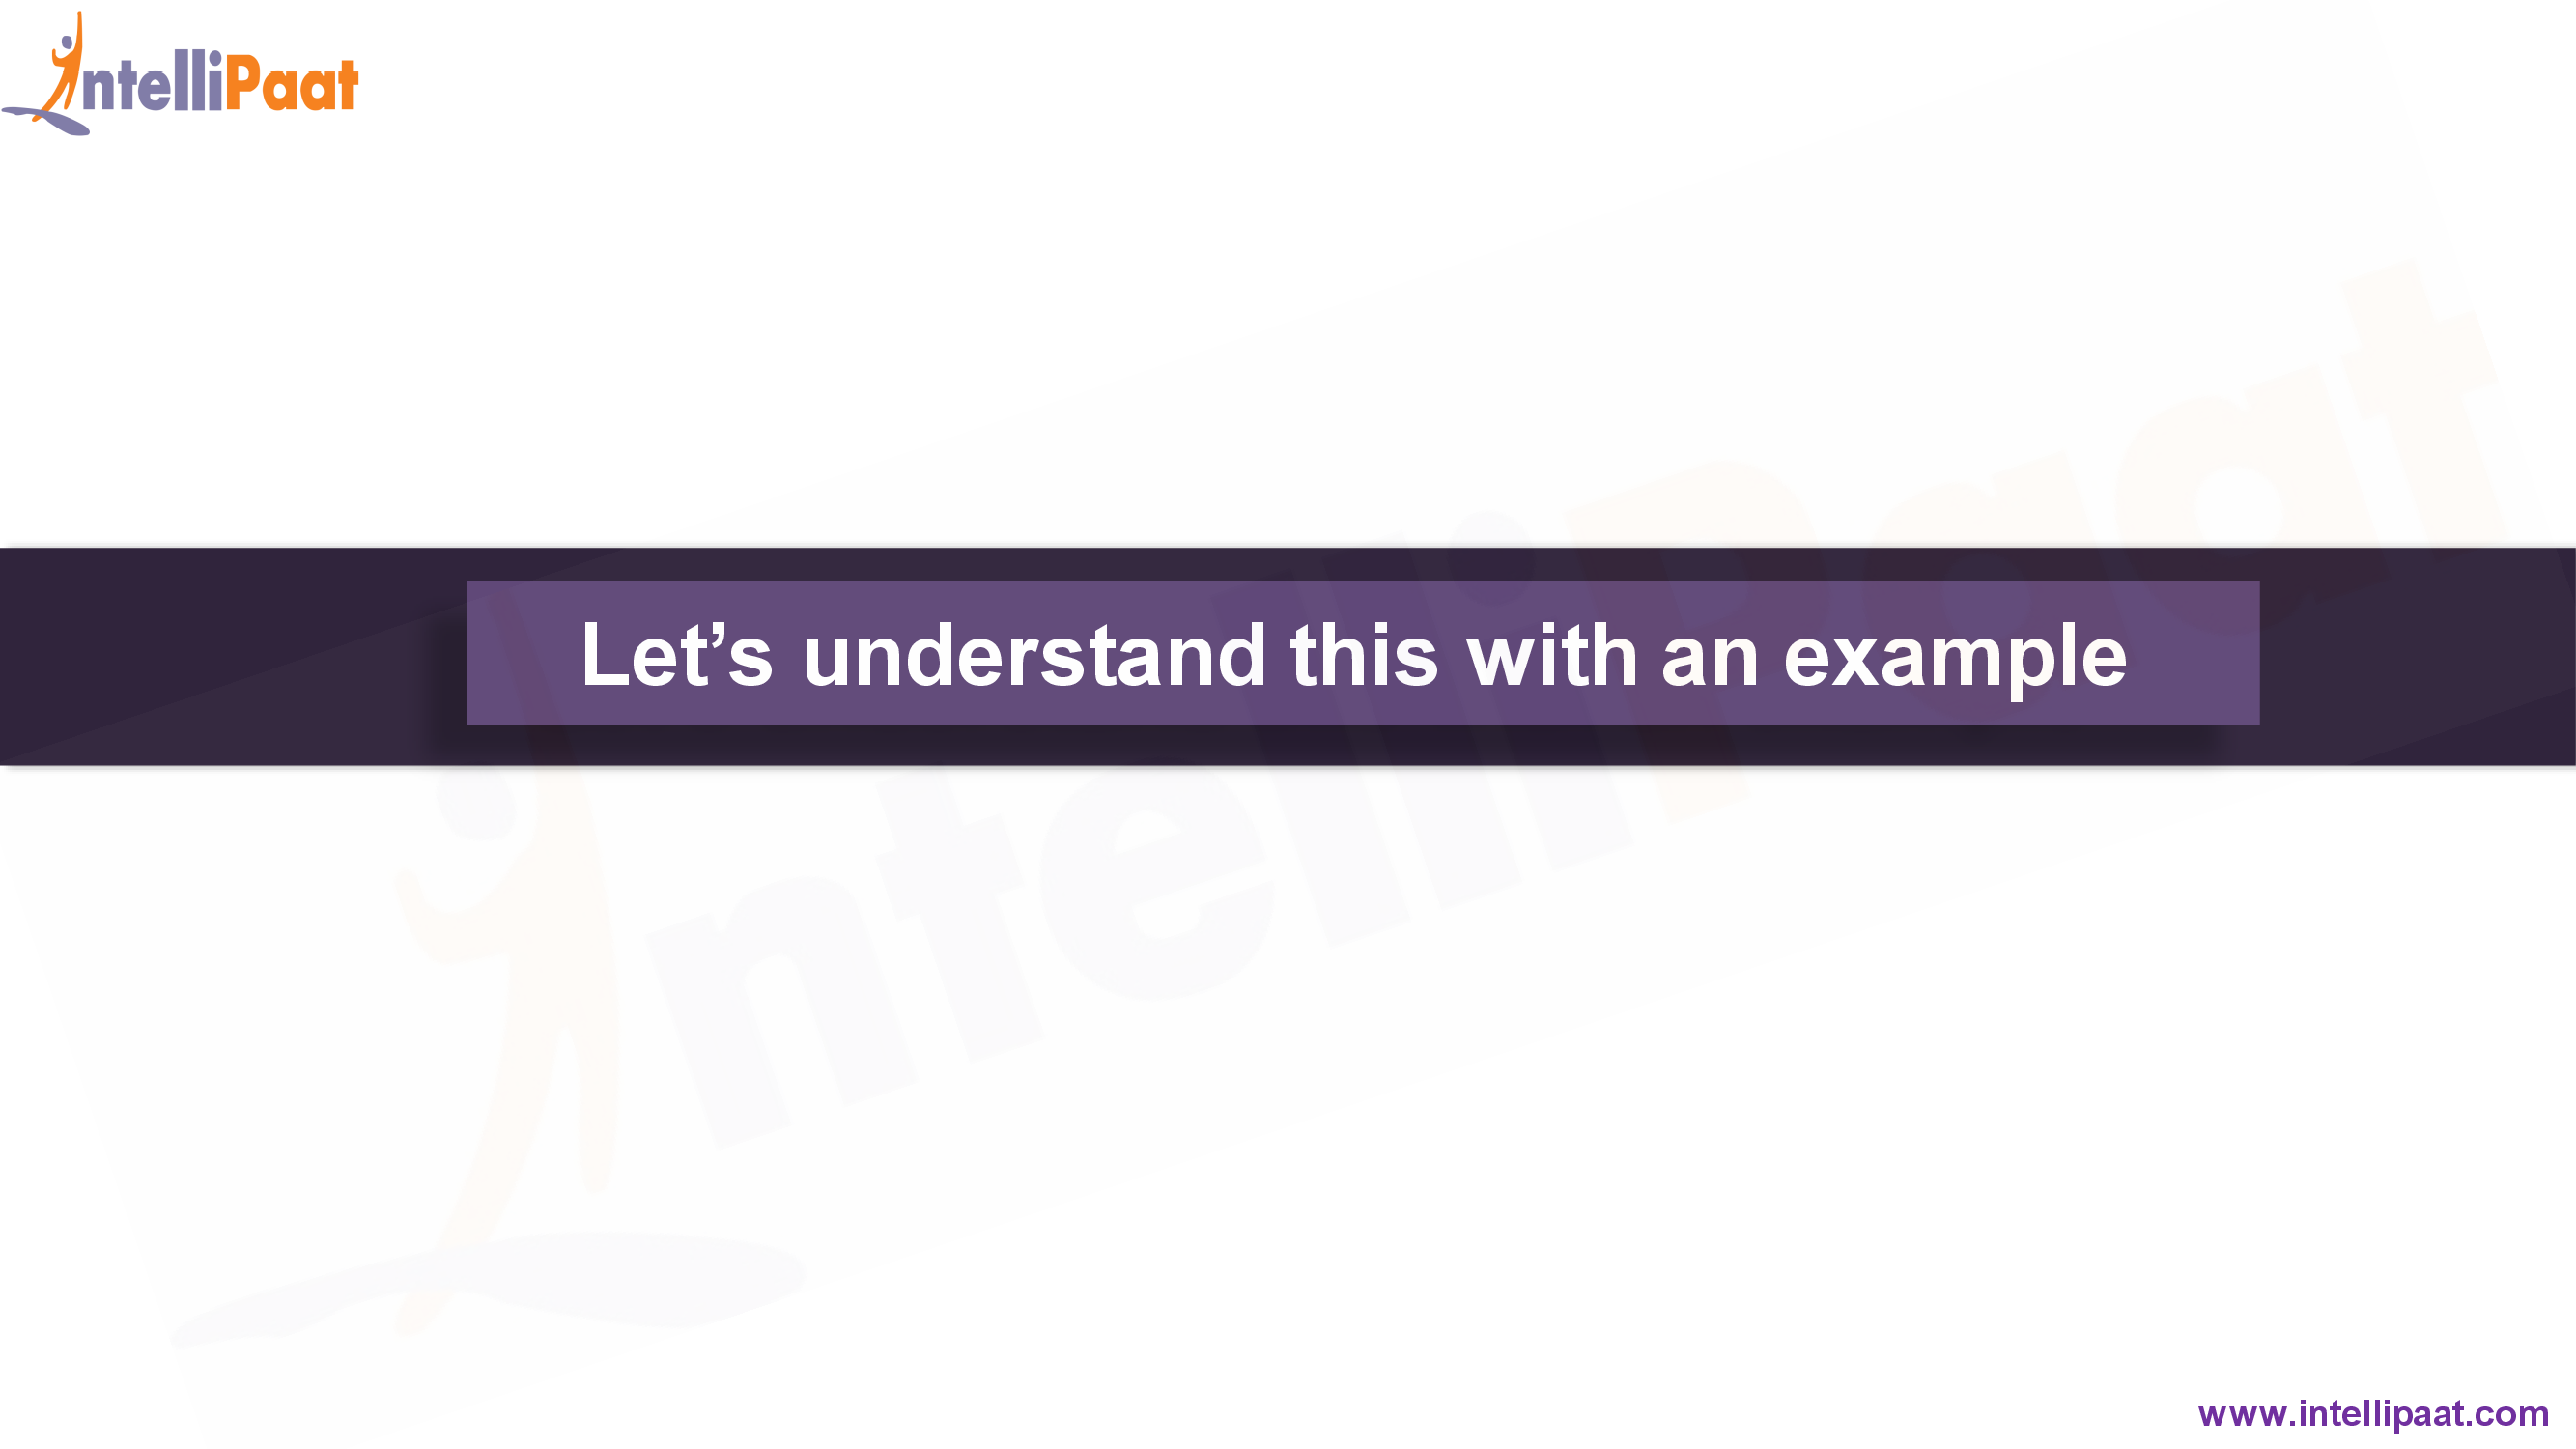 IntelliPaat
Let’s understand this with an example
www.intellipaat.com